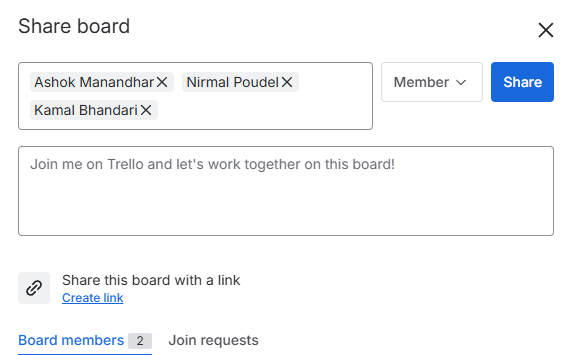 Share board
Ashok Manandhar Nirmal Poudel
Kamal Bhandari
Member
Share
Join me on Trello and let's work together on this board!
Share this board with a link
Create link
Board members 2 Join requests